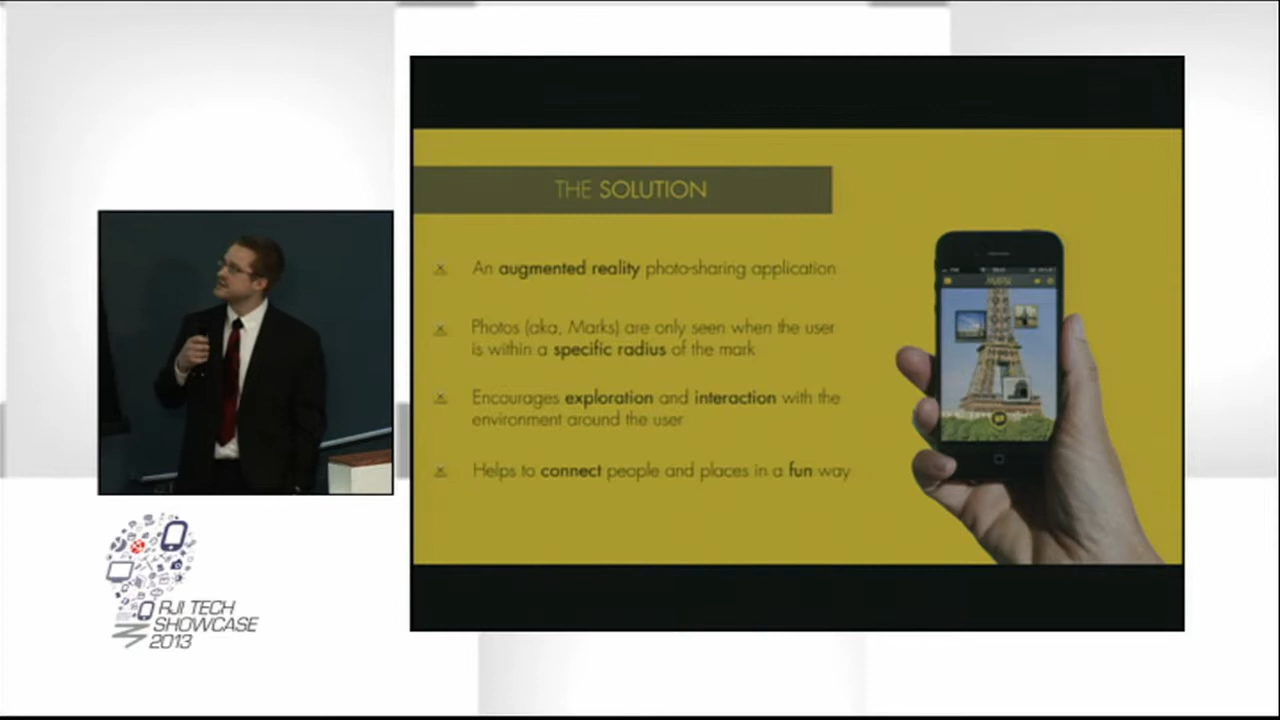 THE SOLUTION
An augmented reality photo-sharing application
Photos (aka, Marks) are only seen when the user
is within a specific radius of the mark
Encourages exploration and interaction with the
environment around the user
Helps to connect people and places in a fun way
RJI TECH
SHOWCASE
2013